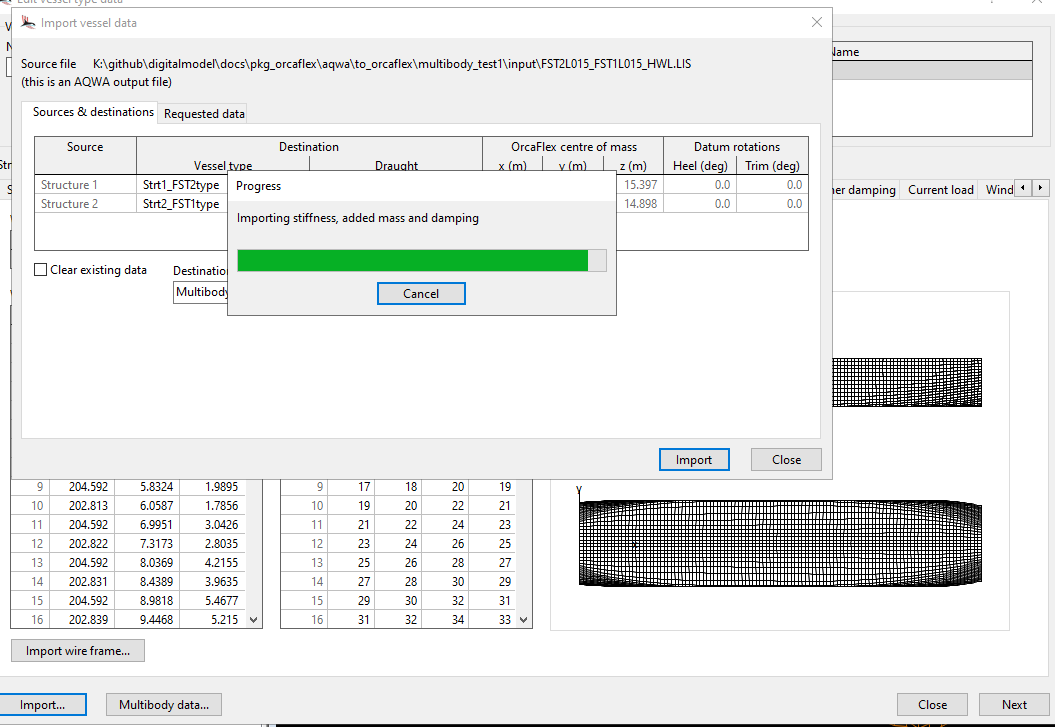 Edit vessel type data
Import vessel data
Source file K:\github\digitalmodel\docs\pkg_orcaflex\aqwa\to_orcaflex\multibody_test1\input\FST2L015_FST1L015_HWL.LIS
(this is an AQWA output file)
Name
Sources & destinations Requested data
Source Destination OrcaFlex centre of mass Datum rotations
Vessel type Draught x (m) y (m) z (m) Heel (deg) Trim (deg)
Structure 1 Strt1_FST2type 15.397 0.0 0.0
Structure 2 Strt2_FST1type 14.898 0.0 0.0
Progress
Importing stiffness, added mass and damping
Cancel
her damping Current load Wind
Clear existing data Destination
Multibody
Import Close
9 204.592 5.8324 1.9895 9 17 18 20 19
10 202.813 6.0587 1.7856 10 19 20 22 21
11 204.592 6.9951 3.0426 11 21 22 24 23
12 202.822 7.3173 2.8035 12 23 24 26 25
13 204.592 8.0369 4.2155 13 25 26 28 27
14 202.831 8.4389 3.9635 14 27 28 30 29
15 204.592 8.9818 5.4677 15 29 30 32 31
16 202.839 9.4468 5.215 16 31 32 34 33
y
x
Import wire frame...
Import... Multibody data... Close Next